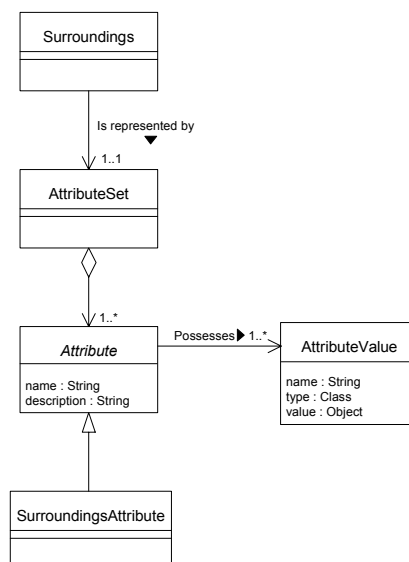 Surroundings
Is represented by
1..1
AttributeSet
1..*
Attribute
name : String
description : String
Possesses 1..*
AttributeValue
name : String
type : Class
value : Object
SurroundingsAttribute